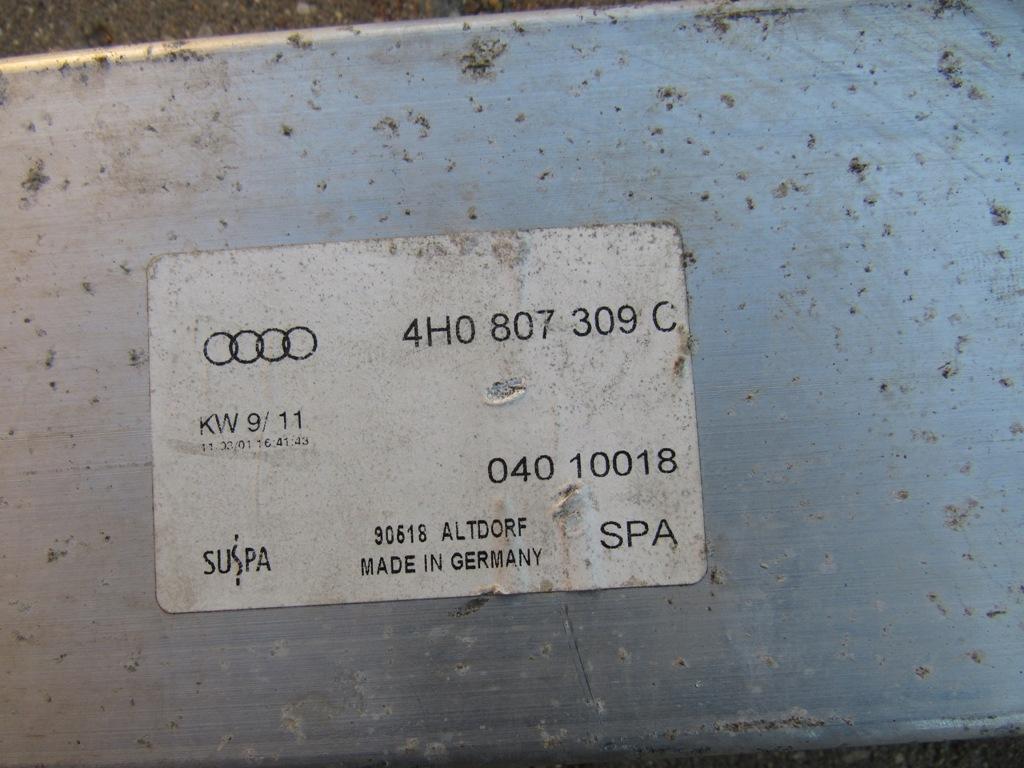 4H0 807 309 C
KW 9/ 11
11/03/01 16:41:43
040 10018
90518 ALTDORF
SPA
SUSPA
MADE IN GERMANY